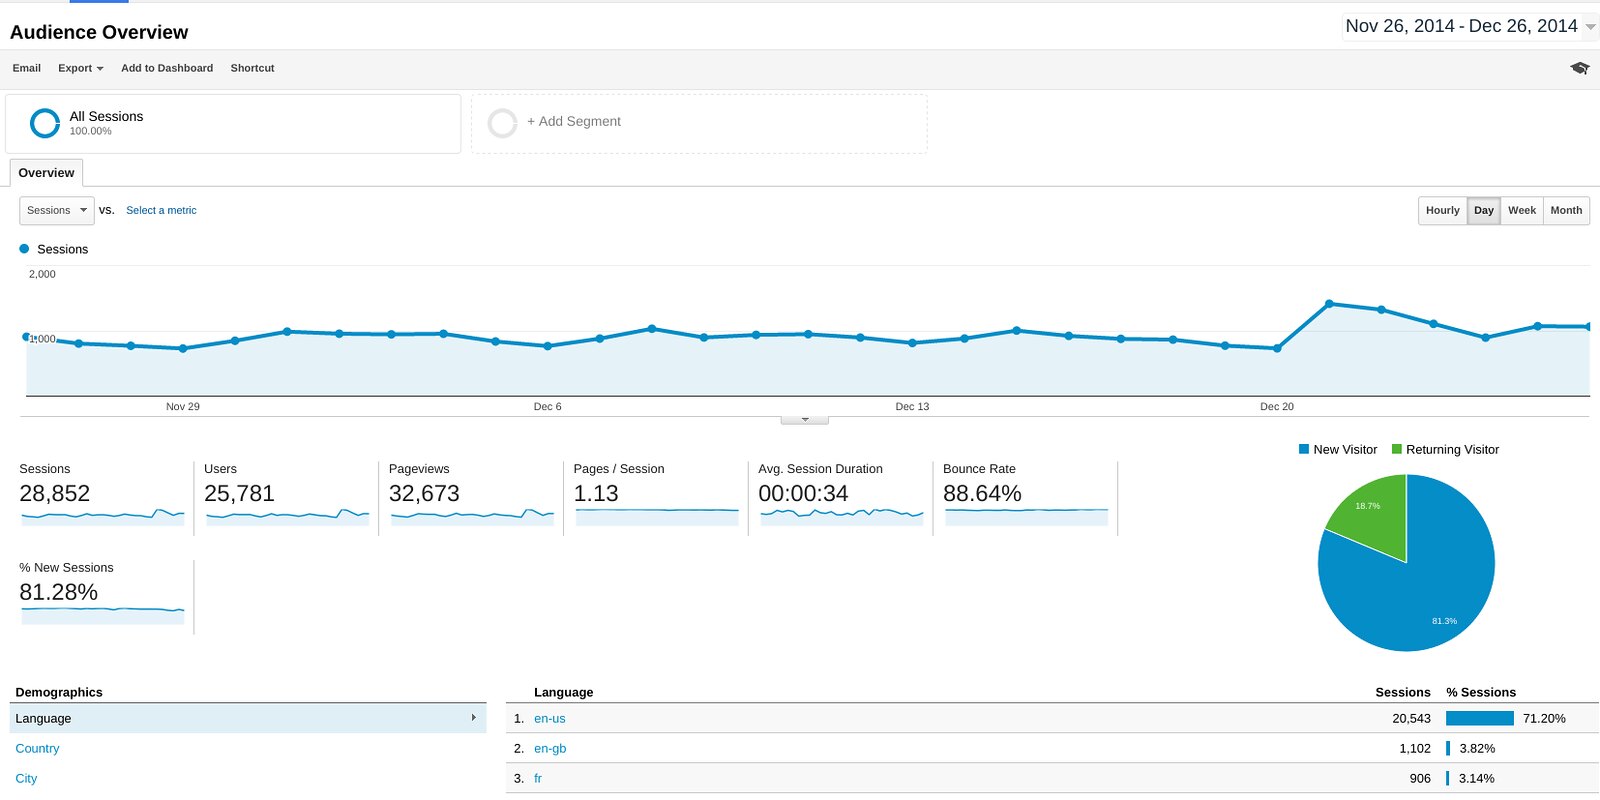 Audience Overview
Nov 26, 2014 - Dec 26, 2014
Email Export Add to Dashboard Shortcut
All Sessions
100.00%
+ Add Segment
Overview
Sessions VS. Select a metric
Hourly Day Week Month
Sessions
2,000
1,000
Nov 29 Dec 6 Dec 13 Dec 20
New Visitor Returning Visitor
Sessions
28,852
Users
25,781
Pageviews
32,673
Pages / Session
1.13
Avg. Session Duration
00:00:34
Bounce Rate
88.64%
% New Sessions
81.28%
18.7%
81.3%
Demographics
Language
Country
City
Language Sessions % Sessions
1. en-us 20,543 71.20%
2. en-gb 1,102 3.82%
3. fr 906 3.14%